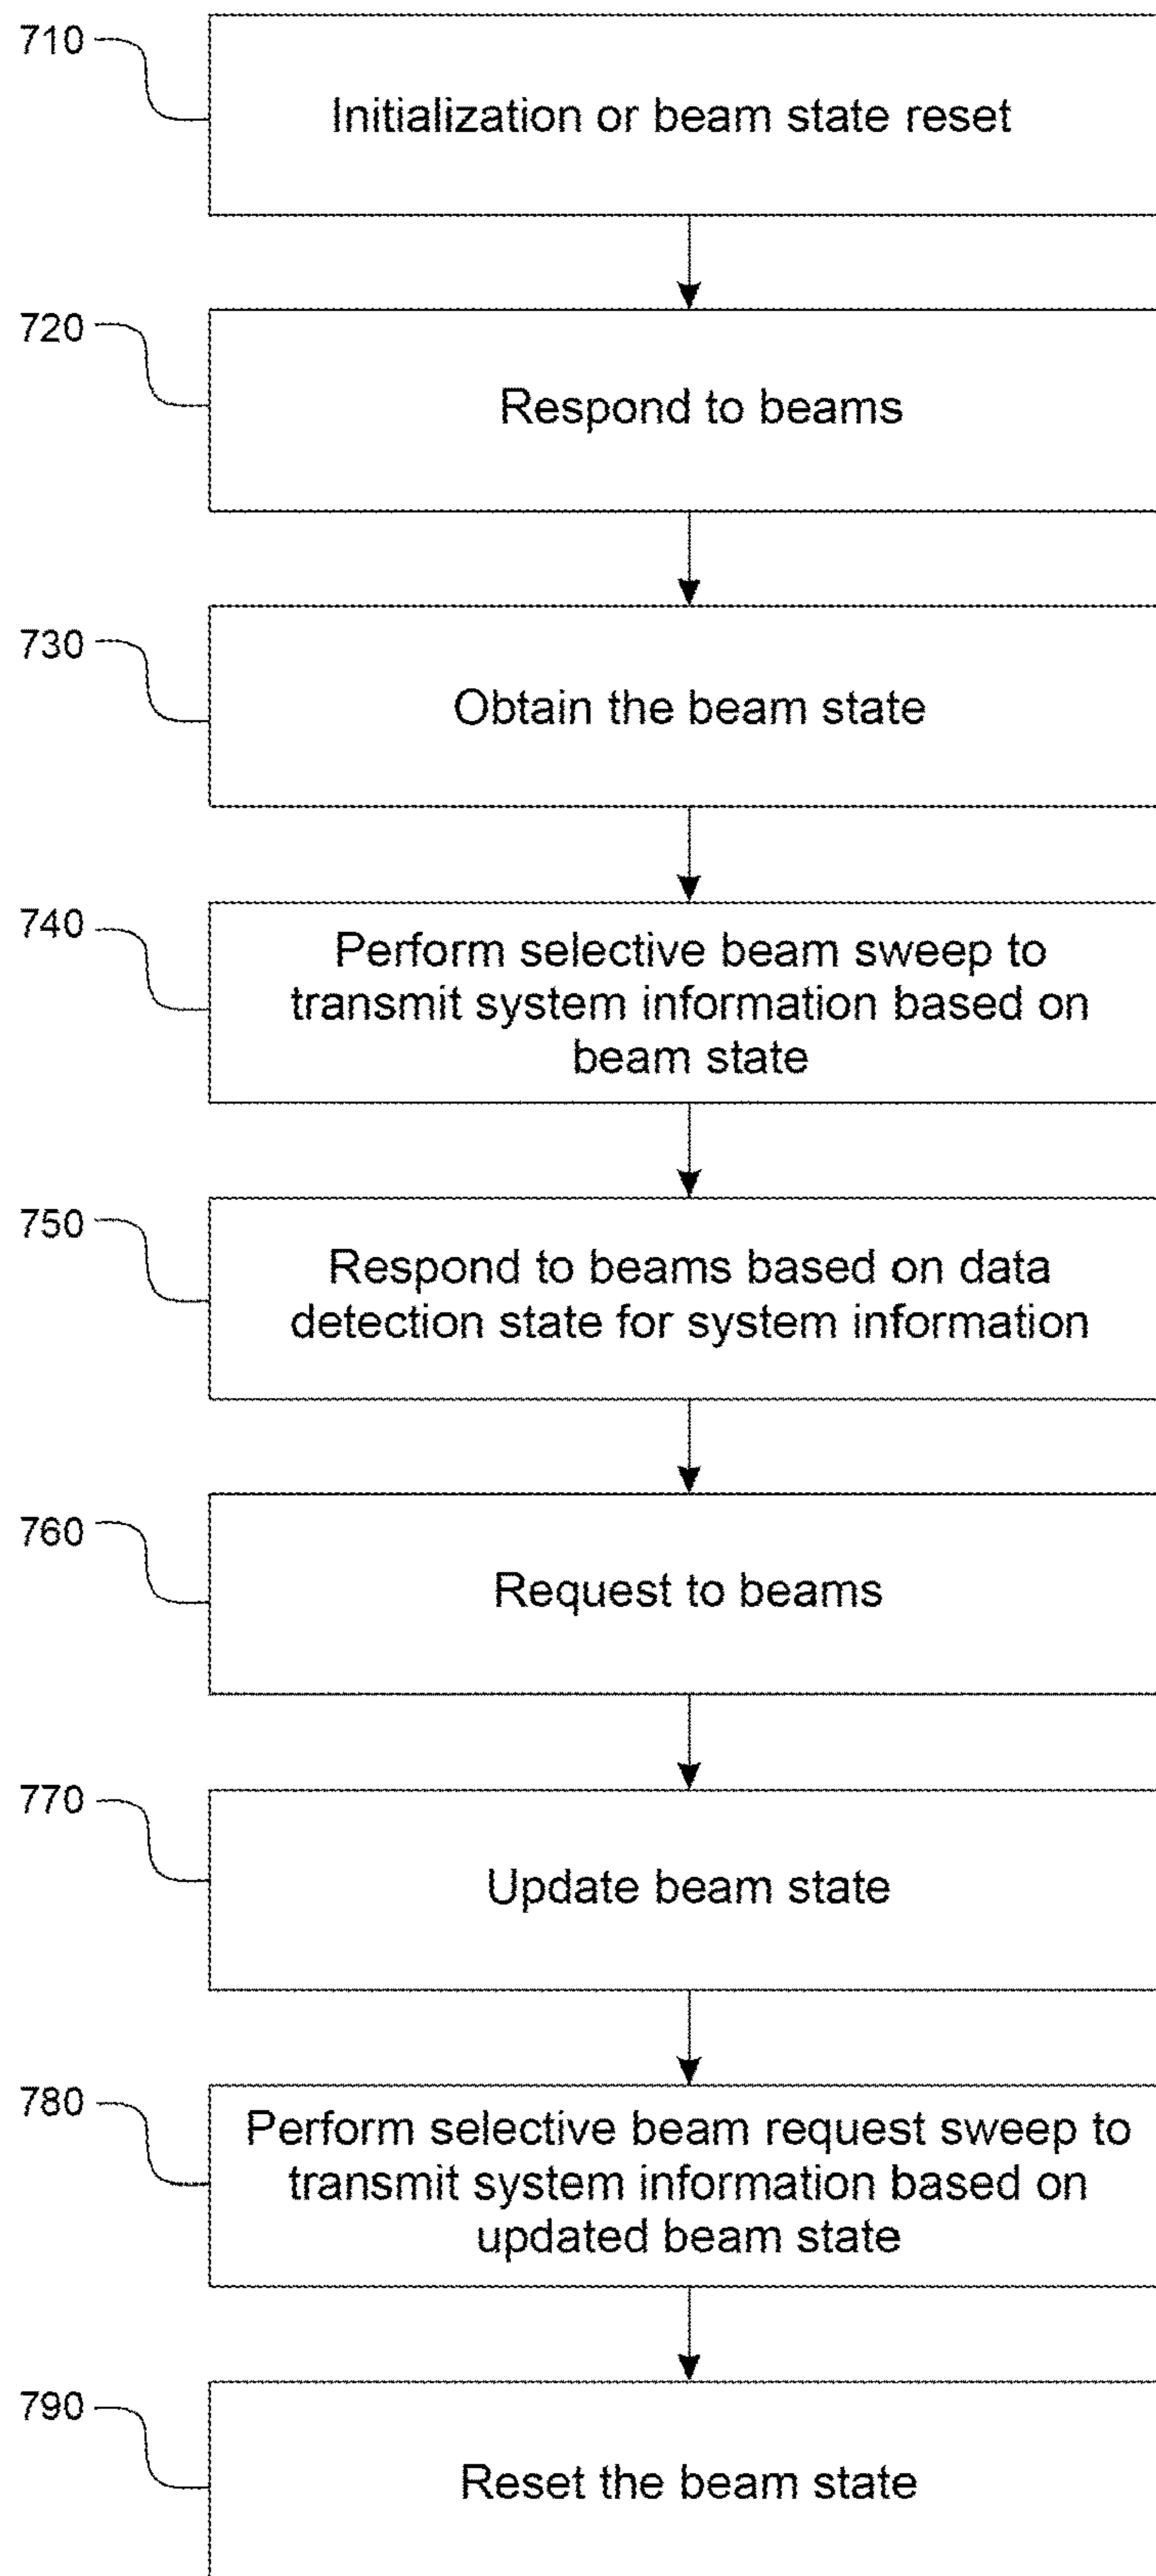 710
Initialization or beam state reset
720
Respond to beams
730
Obtain the beam state
740
Perform selective beam sweep to
transmit system information based on
beam state
750
Respond to beams based on data
detection state for system information
760
Request to beams
770
Update beam state
780
Perform selective beam request sweep to
transmit system information based on
updated beam state
790
Reset the beam state